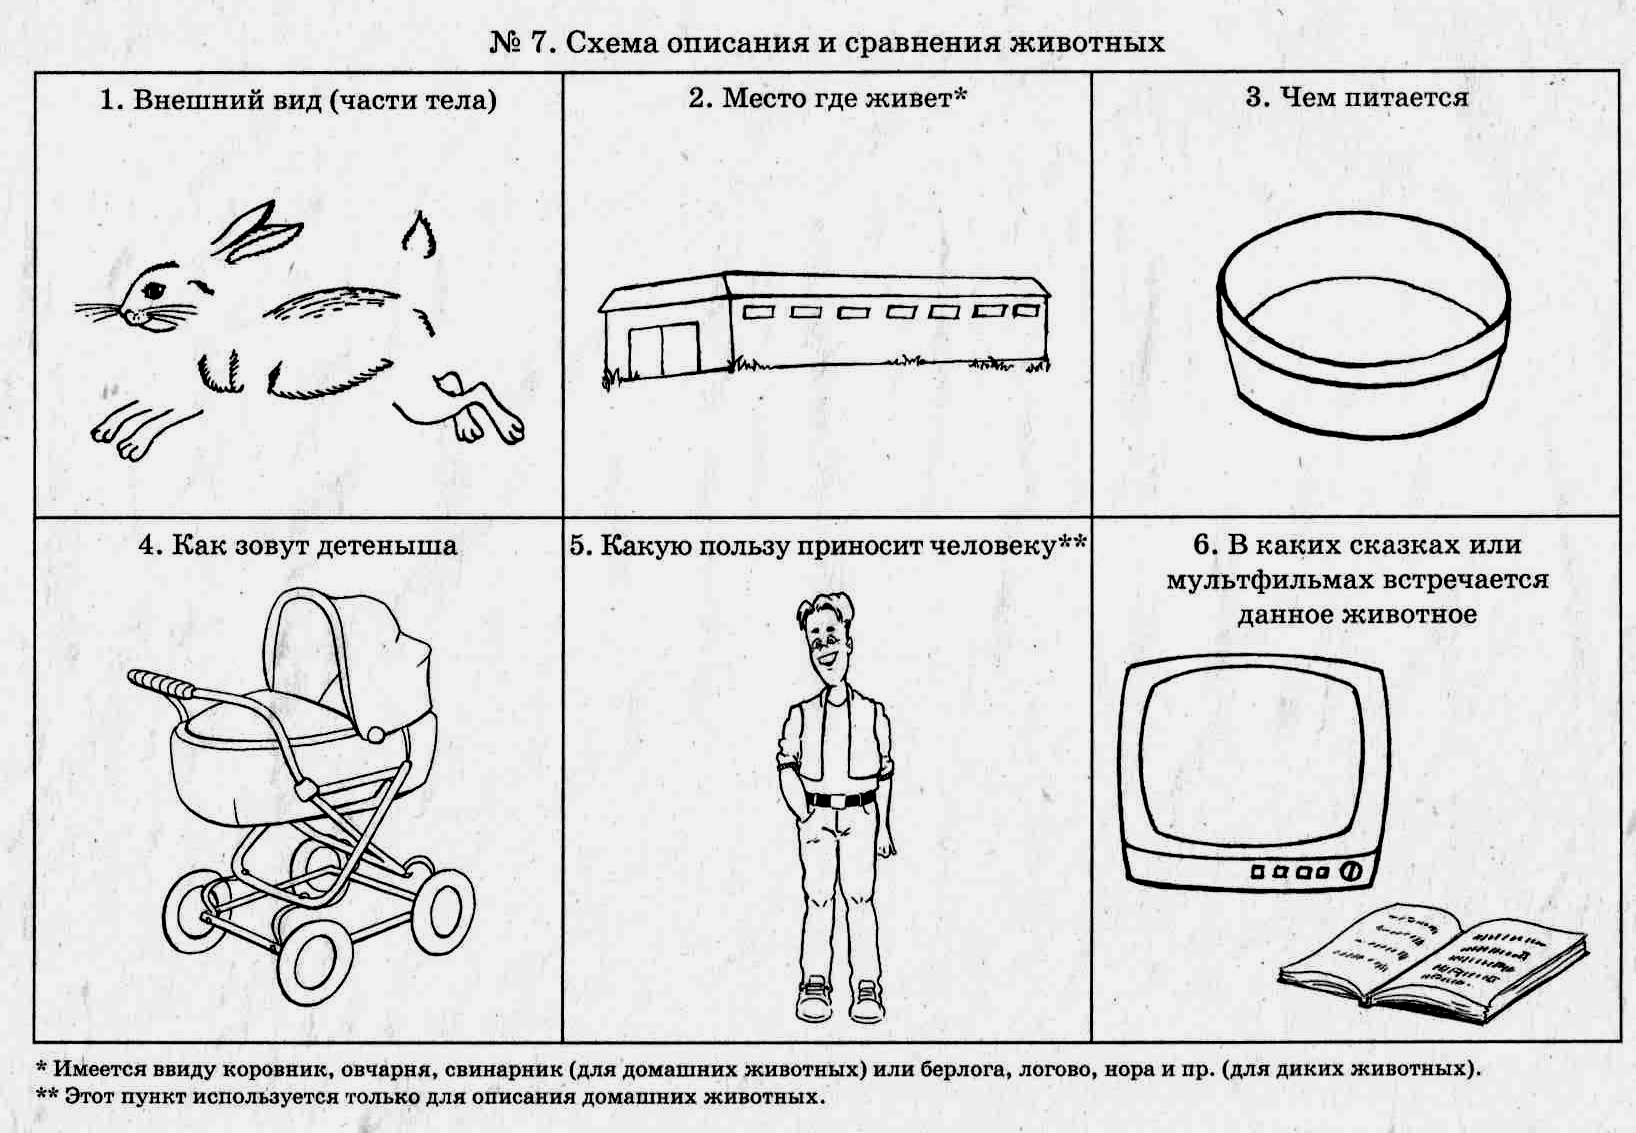 № 7. Схема описания и сравнения животных
1. Внешний вид (части тела)
2. Место где живет*
3. Чем питается
4. Как зовут детеныша
5. Какую пользу приносит человеку**
6. В каких сказках или
мультфильмах встречается
данное животное
* Имеется ввиду коровник, овчарня, свинарник (для домашних животных) или берлога, логово, нора и пр. (для диких животных).
** Этот пункт используется только для описания домашних животных.